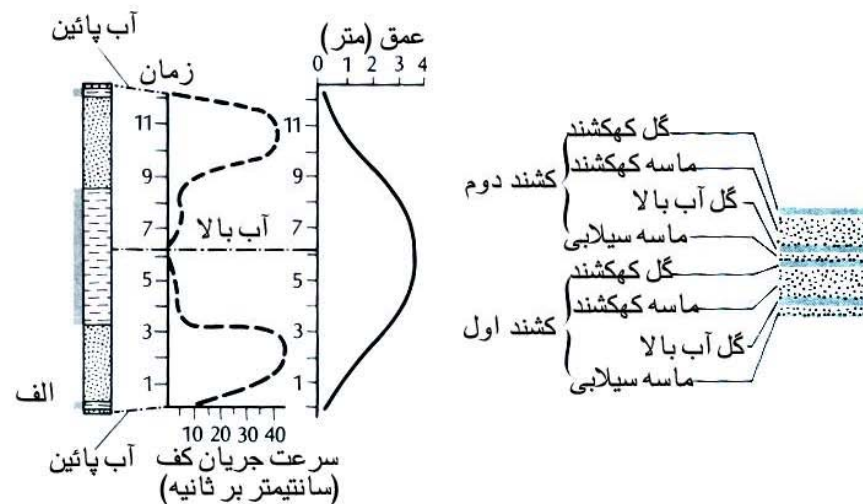 آب پائین
زمان
عمق (متر)
0 1 2 3 4
11
9
7
5
3
1
آب بالا
11
9
7
5
3
1
10 20 30 40
سرعت جریان کف
(سانتیمتر بر ثانیه)
آب پائین
الف
کشند دوم
گل کهکشند
ماسه کهکشند
گل آب بالا
ماسه سیلابی
کشند اول
گل کهکشند
ماسه کهکشند
گل آب بالا
ماسه سیلابی